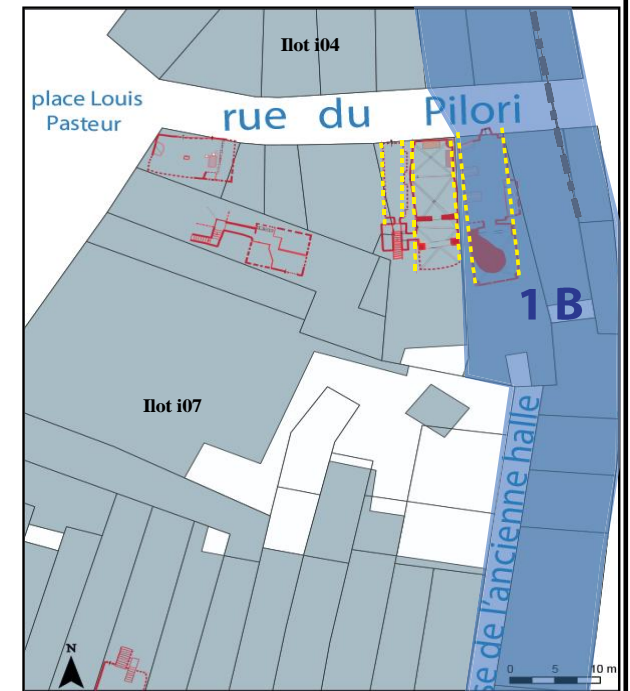 Ilot i04
place Louis
Pasteur
rue du Pilori
1 B
Ilot i07
se de l'ancienne halle
N
0 5 10 m